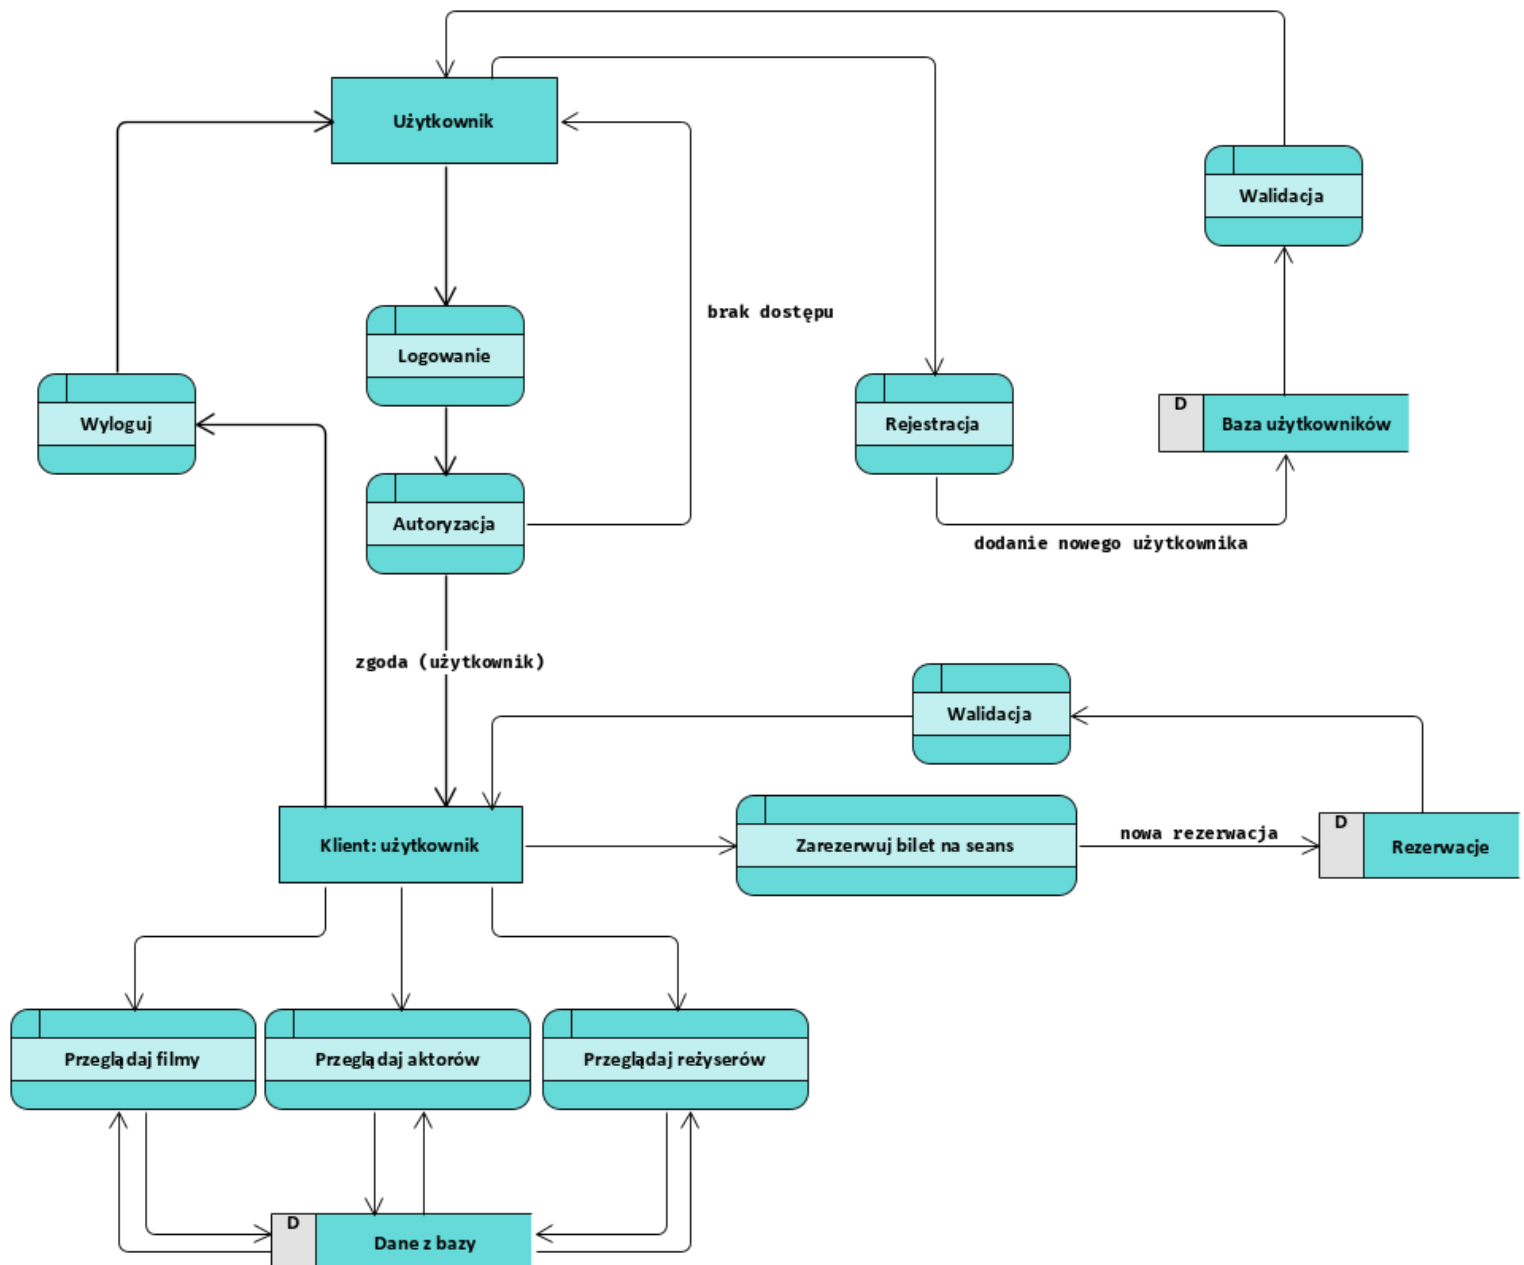 Użytkownik
Walidacja
brak dostępu
Logowanie
Wyloguj
Rejestracja
D
Baza użytkowników
Autoryzacja
dodanie nowego użytkownika
zgoda (użytkownik)
Walidacja
Klient: użytkownik
Zarezerwuj bilet na seans
nowa rezerwacja
D
Rezerwacje
Przeglądaj filmy
Przeglądaj aktorów
Przeglądaj reżyserów
D
Dane z bazy